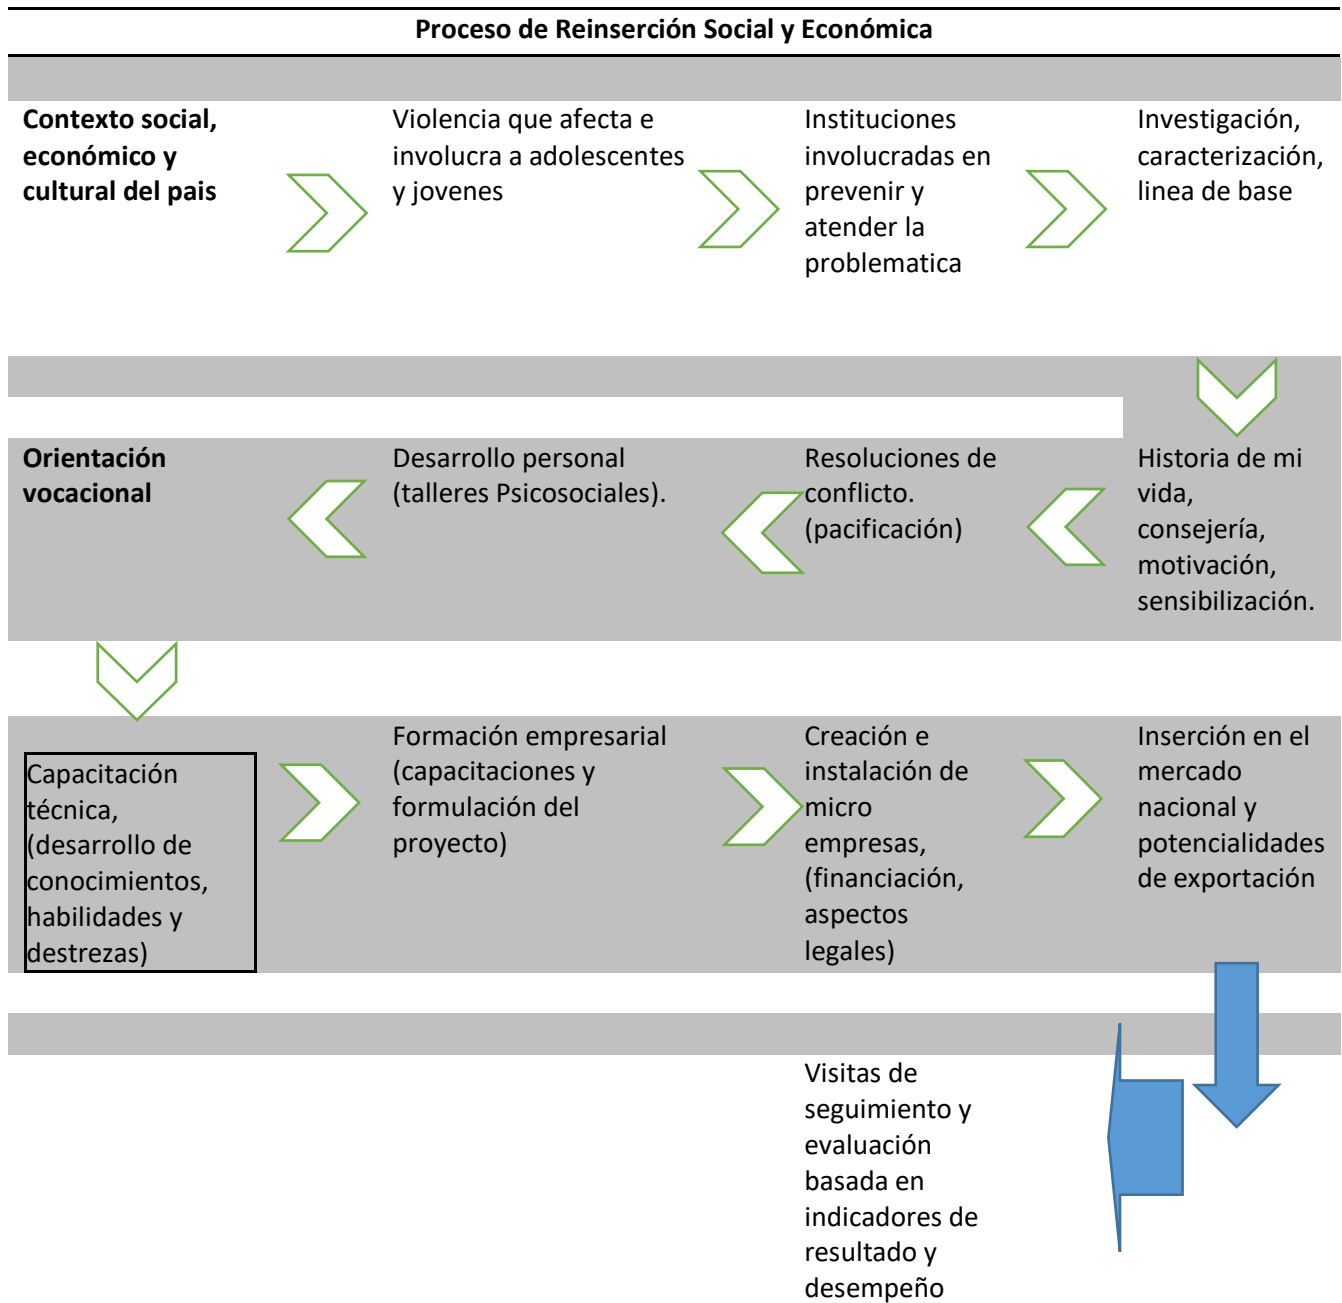 Proceso de Reinserción Social y Económica
Contexto social,
económico y
cultural del pais
Violencia que afecta e
involucra a adolescentes
y jovenes
Instituciones
involucradas en
prevenir y
atender la
problematica
Investigación,
caracterización,
linea de base
Historia de mi
vida,
consejería,
motivación,
sensibilización.
Resoluciones de
conflicto.
(pacificación)
Desarrollo personal
(talleres Psicosociales).
Orientación
vocacional
Capacitación
técnica,
(desarrollo de
conocimientos,
habilidades y
destrezas)
Formación empresarial
(capacitaciones y
formulación del
proyecto)
Creación e
instalación de
micro
empresas,
(financiación,
aspectos
legales)
Inserción en el
mercado
nacional y
potencialidades
de exportación
Visitas de
seguimiento y
evaluación
basada en
indicadores de
resultado y
desempeño